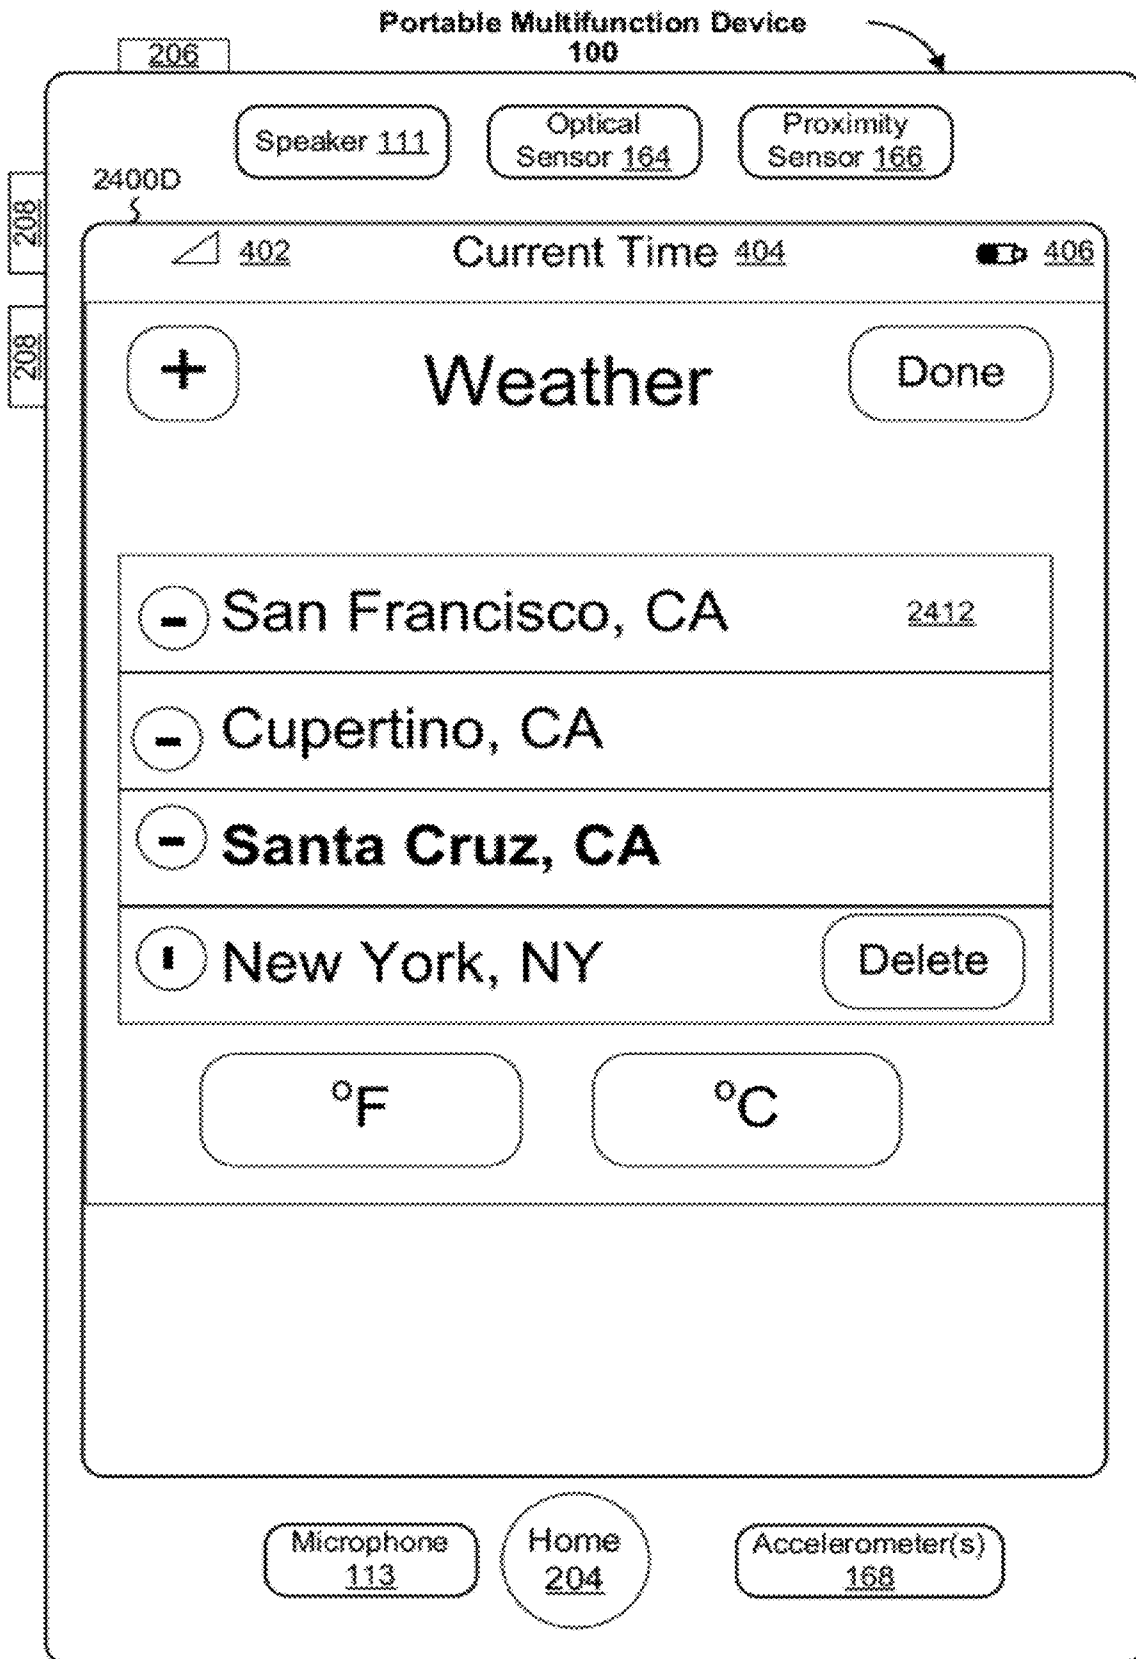 Portable Multifunction Device
100
206
Speaker 111
Optical
Sensor 164
Proximity
Sensor 166
208
2400D
402
Current Time 404
406
208
+
Weather
Done
- San Francisco, CA
2412
- Cupertino, CA
- Santa Cruz, CA
New York, NY
Delete
°F
°C
Microphone
113
Home
204
Accelerometer(s)
168